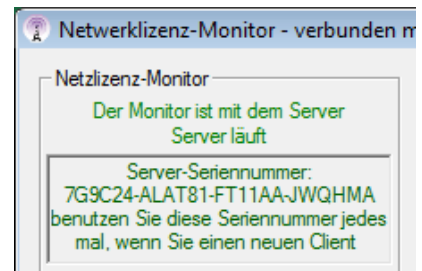 Netwerklizenz-Monitor - verbunden m
Netzlizenz-Monitor
Der Monitor ist mit dem Server
Server läuft
Server-Seriennummer:
7G9C24-ALAT81-FT11AA-JWQHMA
benutzen Sie diese Seriennummer jedes
mal, wenn Sie einen neuen Client